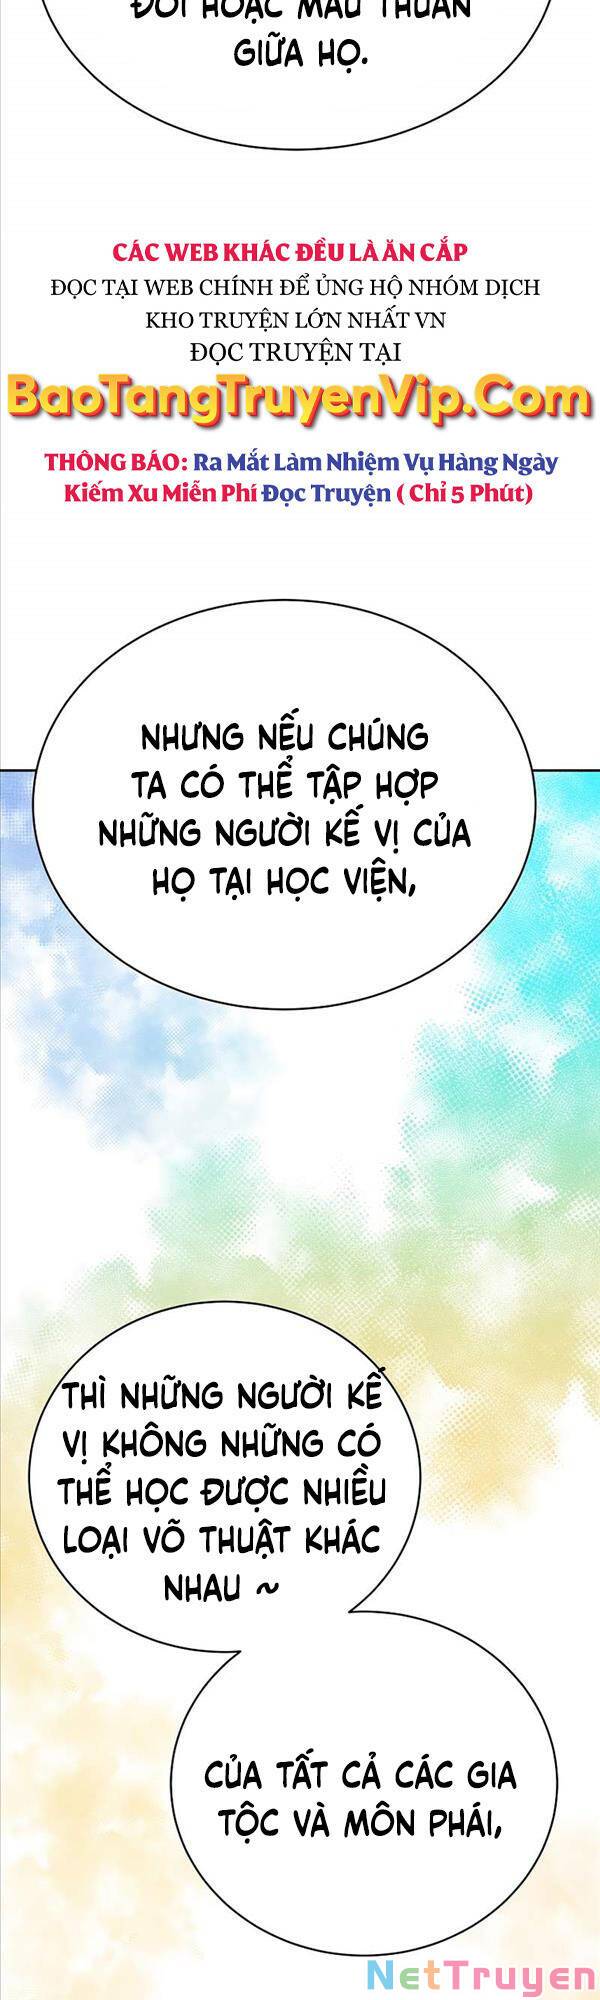 ĐỐI HOẶC MÂU THUẪN
GIỮA HỌ.
CÁC WEB KHÁC ĐỀU LÀ ĂN CẮP
ĐỌC TẠI WEB CHÍNH ĐỂ ỦNG HỘ NHÓM DỊCH
KHO TRUYỆN LỚN NHẤT VN
ĐỌC TRUYỆN TẠI
BaoTangTruyenVip.Com
THÔNG BÁO: Ra Mắt Làm Nhiệm Vụ Hàng Ngày
Kiếm Xu Miễn Phí Đọc Truyện ( Chỉ 5 Phút)
NHƯNG NẾU CHÚNG
TA CÓ THỂ TẬP HỢP
NHỮNG NGƯỜI KẾ VỊ CỦA
HỌ TẠI HỌC VIỆN,
THÌ NHỮNG NGƯỜI KẾ
VỊ KHÔNG NHỮNG CÓ
THỂ HỌC ĐƯỢC NHIỀU
LOẠI VÕ THUẬT KHÁC
NHAU ~
CỦA TẤT CẢ CÁC GIA
TỘC VÀ MÔN PHÁI,
NetTruyen